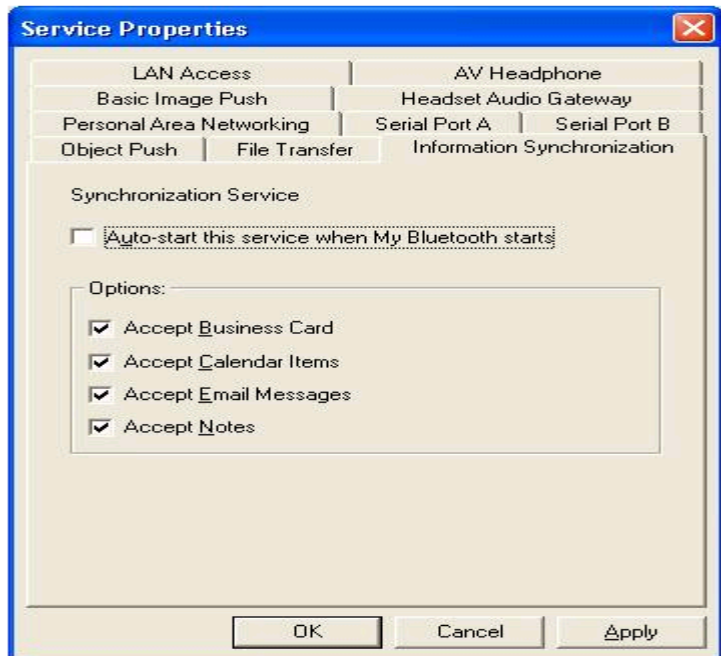 Service Properties
LAN Access AV Headphone
Basic Image Push Headset Audio Gateway
Personal Area Networking Serial Port A Serial Port B
Object Push File Transfer Information Synchronization
Synchronization Service
Auto-start this service when My Bluetooth starts
Options:
Accept Business Card
Accept Calendar Items
Accept Email Messages
Accept Notes
OK Cancel Apply